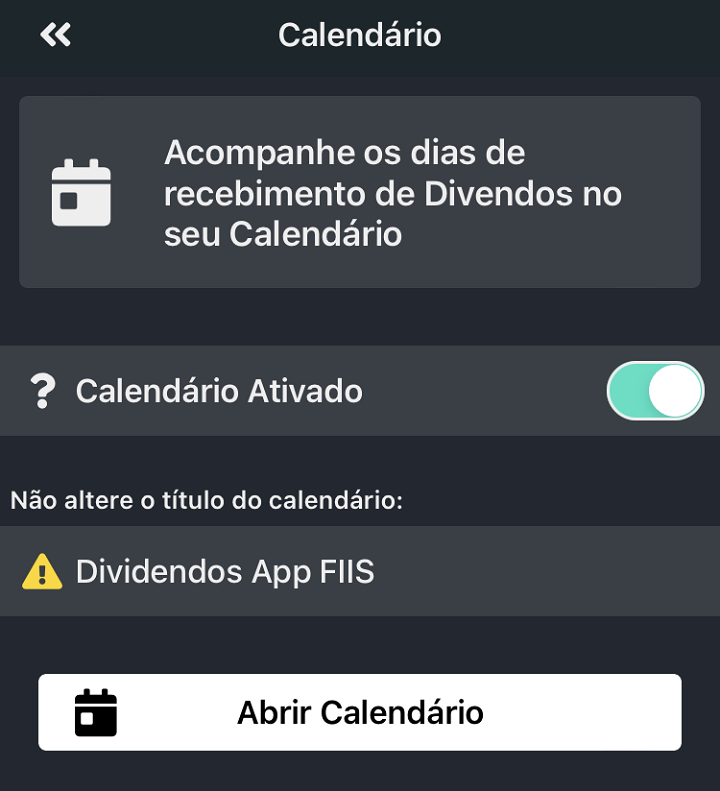 Calendário
Acompanhe os dias de
recebimento de Divendos no
seu Calendário
Calendário Ativado
Não altere o título do calendário:
Dividendos App FIIS
Abrir Calendário